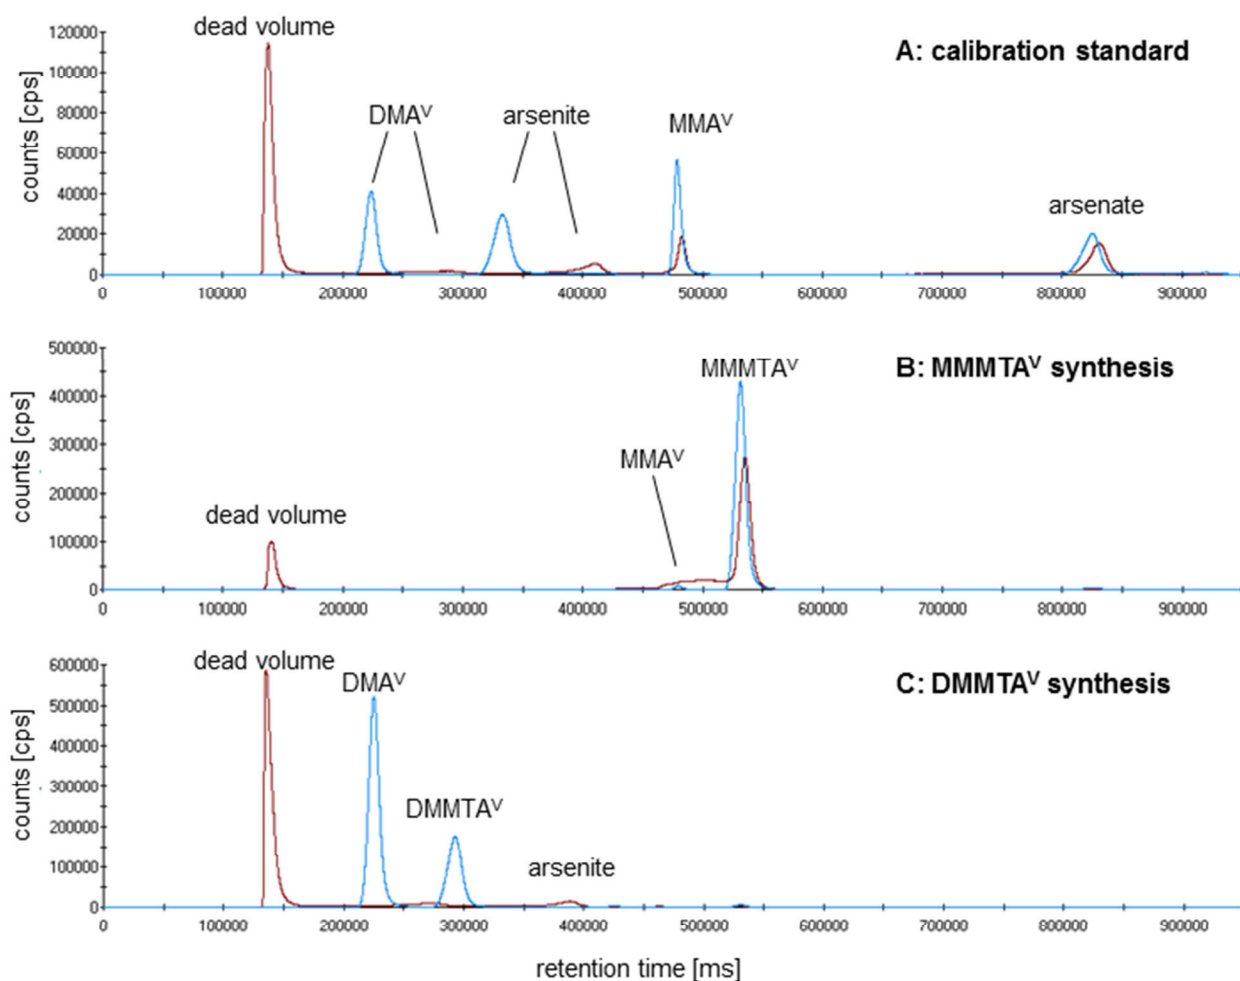 dead volume
A: calibration standard
DMAⱽ
arsenite
MMAⱽ
arsenate
counts [cps]
120000
100000
80000
60000
40000
20000
0
0 100000 200000 300000 400000 500000 600000 700000 800000 900000
B: MMMTAⱽ synthesis
MMMTAⱽ
MMAⱽ
dead volume
counts [cps]
500000
400000
300000
200000
100000
0
0 100000 200000 300000 400000 500000 600000 700000 800000 900000
dead volume
DMAⱽ
C: DMMTAⱽ synthesis
DMMTAⱽ
arsenite
counts [cps]
600000
500000
400000
300000
200000
100000
0
0 100000 200000 300000 400000 500000 600000 700000 800000 900000
retention time [ms]